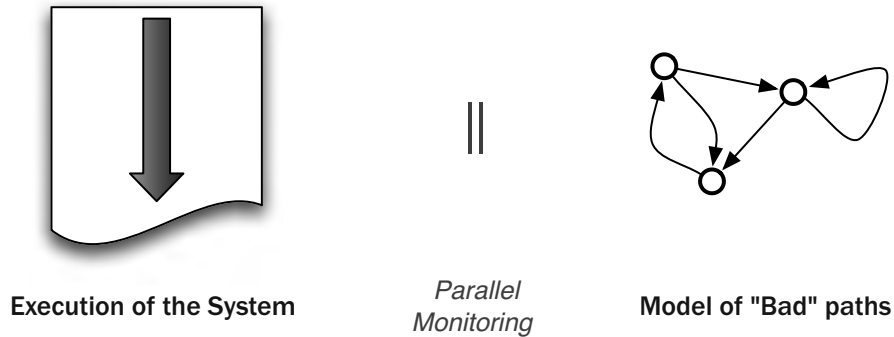 Execution of the System
Parallel
Monitoring
Model of "Bad" paths